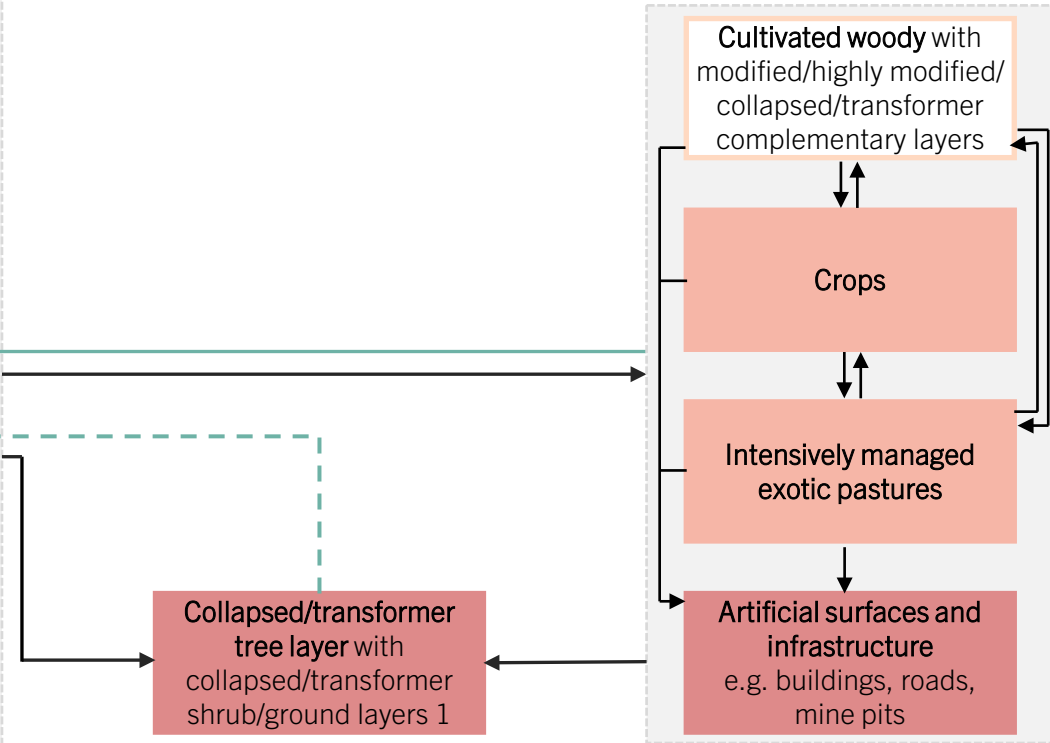 Cultivated woody with
modified/highly modified/
collapsed/transformer
complementary layers
Crops
Intensively managed
exotic pastures
Collapsed/transformer
tree layer with
collapsed/transformer
shrub/ground layers 1
Artificial surfaces and
infrastructure
e.g. buildings, roads,
mine pits